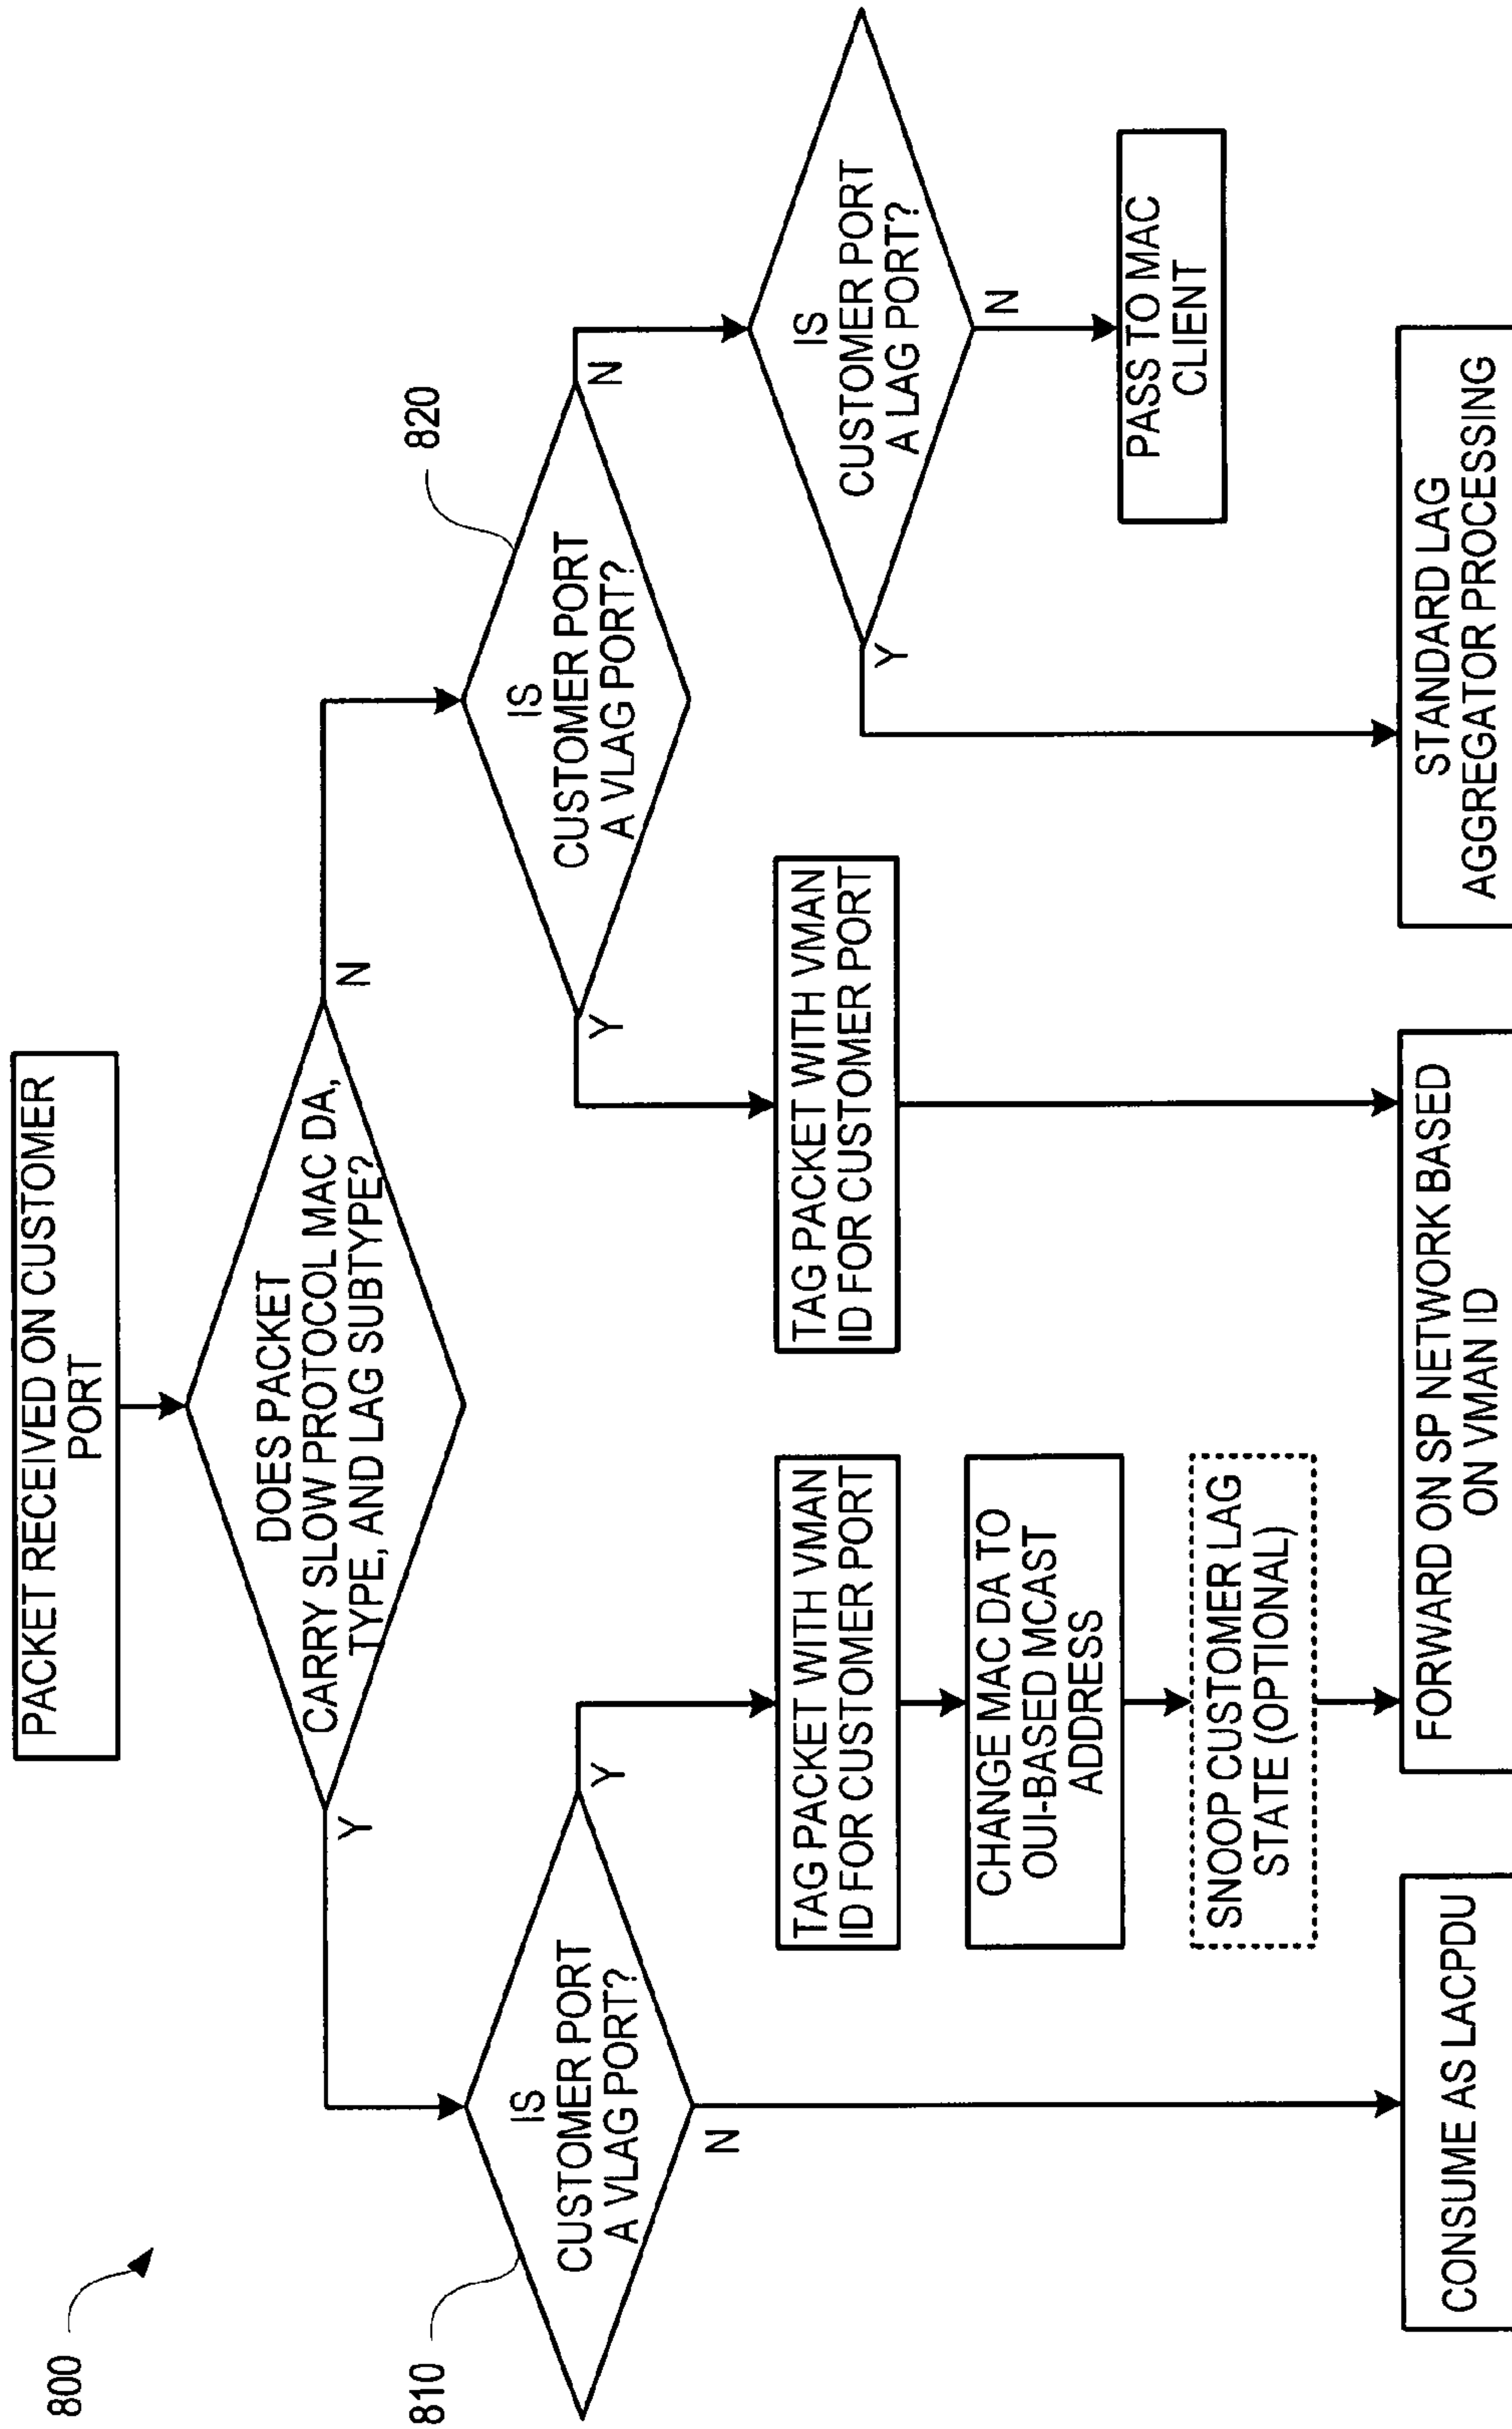 800
PACKET RECEIVED ON CUSTOMER
PORT
DOES PACKET
CARRY SLOW PROTOCOL MAC DA,
TYPE, AND LAG SUBTYPE?
Y
N
810
IS
CUSTOMER PORT
A VLAG PORT?
Y
N
820
IS
CUSTOMER PORT
A VLAG PORT?
Y
N
TAG PACKET WITH VMAN
ID FOR CUSTOMER PORT
CHANGE MAC DA TO
OUI-BASED MCAST
ADDRESS
SNOOP CUSTOMER LAG
STATE (OPTIONAL)
TAG PACKET WITH VMAN
ID FOR CUSTOMER PORT
IS
CUSTOMER PORT
A LAG PORT?
Y
N
PASS TO MAC
CLIENT
CONSUME AS LACPDU
FORWARD ON SP NETWORK BASED
ON VMAN ID
STANDARD LAG
AGGREGATOR PROCESSING